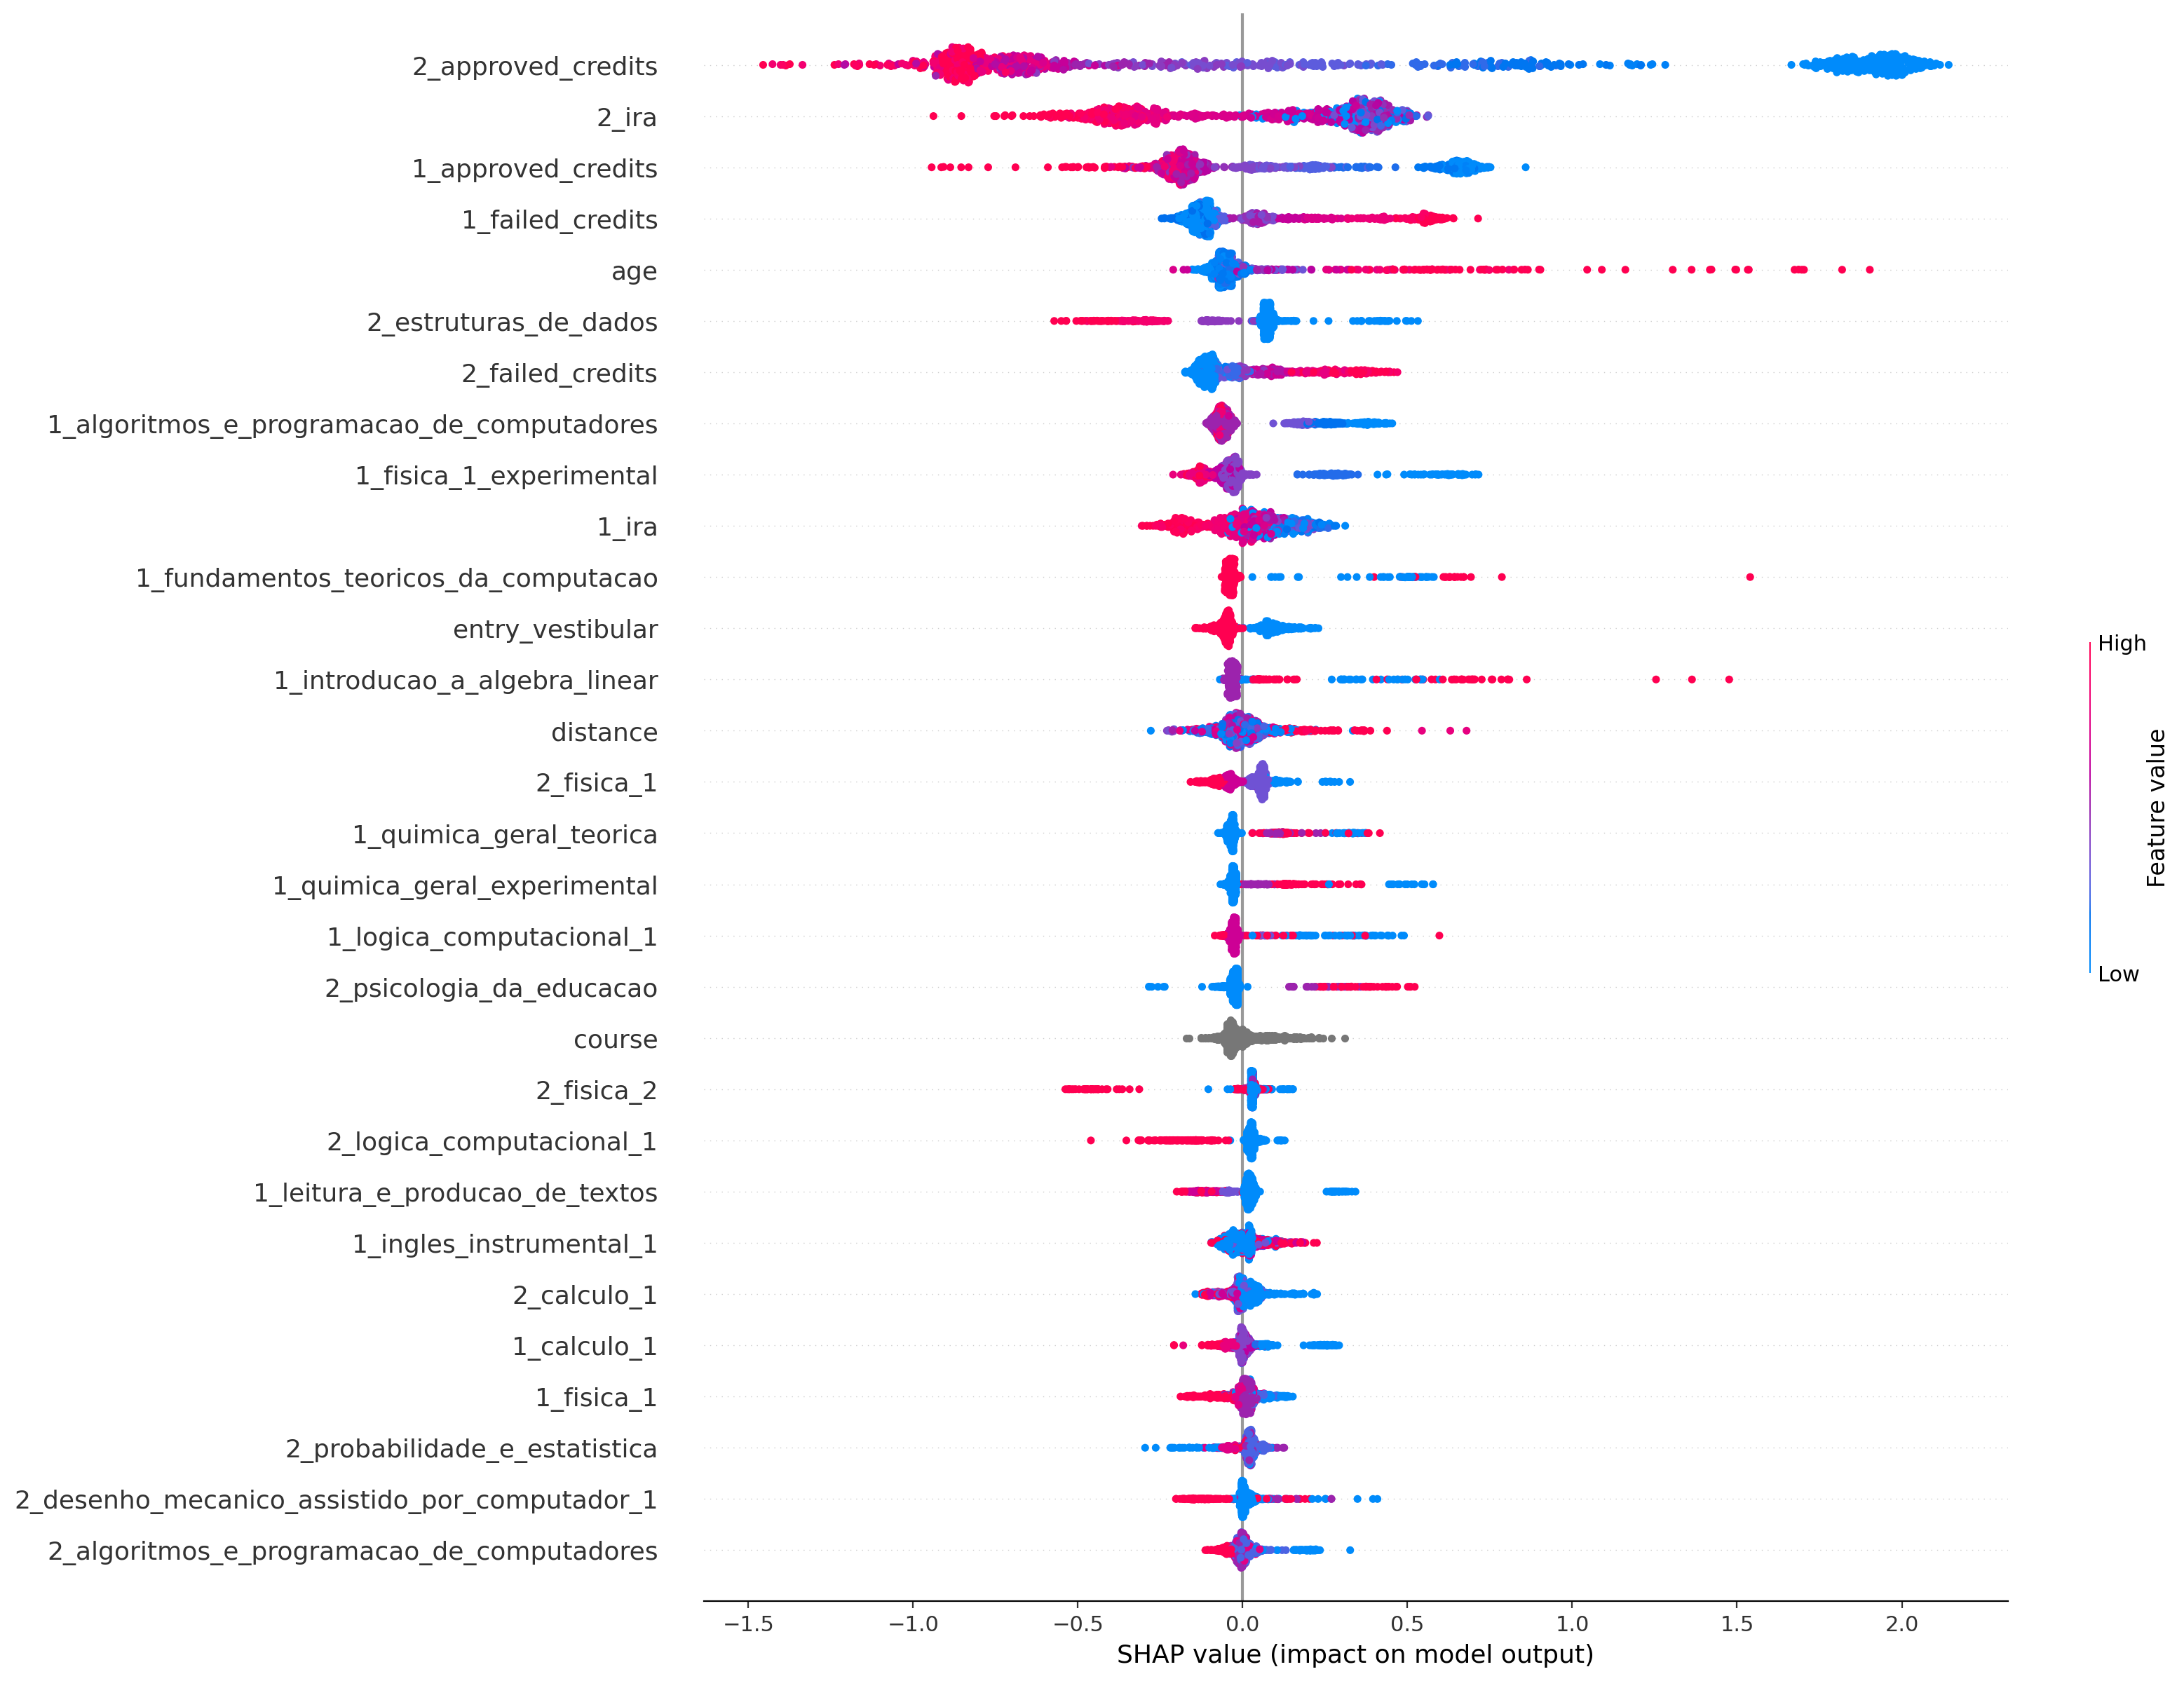 2_approved_credits
2_ira
1_approved_credits
1_failed_credits
age
2_estruturas_de_dados
2_failed_credits
1_algoritmos_e_programacao_de_computadores
1_fisica_1_experimental
1_ira
1_fundamentos_teoricos_da_computacao
entry_vestibular
1_introducao_a_algebra_linear
distance
2_fisica_1
1_quimica_geral_teorica
1_quimica_geral_experimental
1_logica_computacional_1
2_psicologia_da_educacao
course
2_fisica_2
2_logica_computacional_1
1_leitura_e_producao_de_textos
1_ingles_instrumental_1
2_calculo_1
1_calculo_1
1_fisica_1
2_probabilidade_e_estatistica
2_desenho_mecanico_assistido_por_computador_1
2_algoritmos_e_programacao_de_computadores
−1.5 −1.0 −0.5 0.0 0.5 1.0 1.5 2.0
SHAP value (impact on model output)
High
Feature value
Low